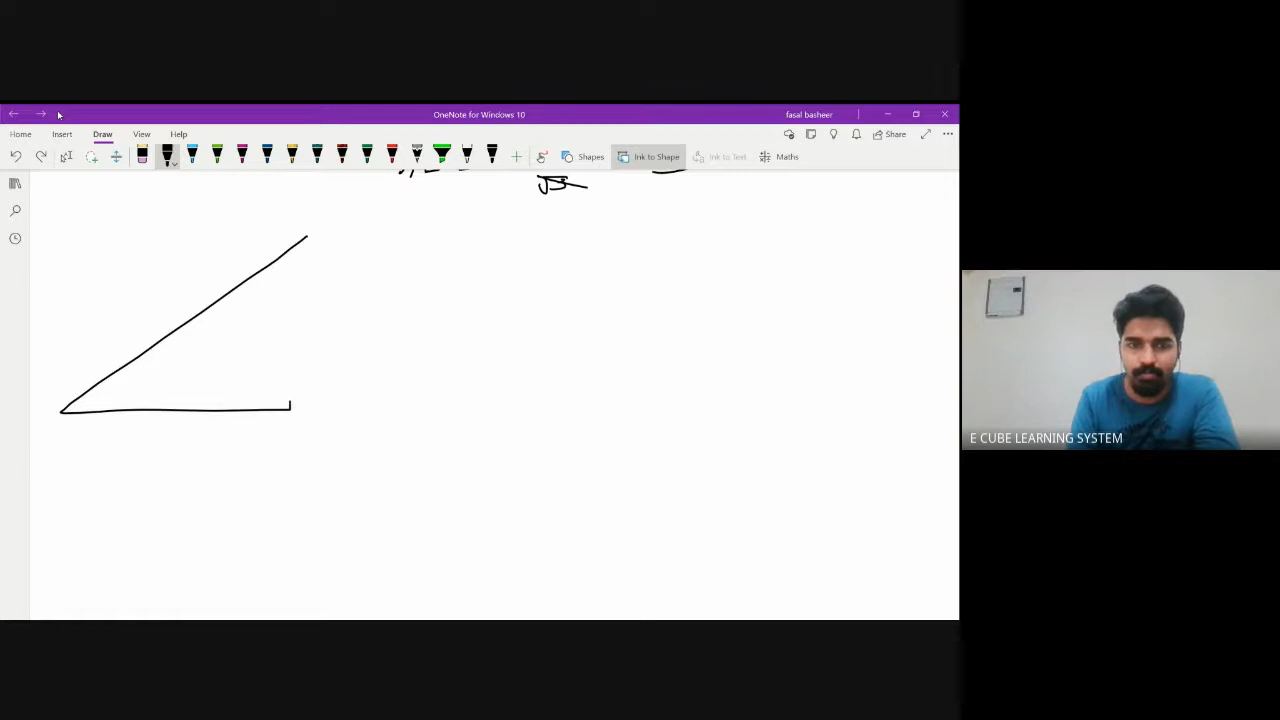 OneNote for Windows 10
fasal basheer
Home Insert Draw View Help
Share
Shapes Ink to Shape Ink to Text Maths
√3
E CUBE LEARNING SYSTEM